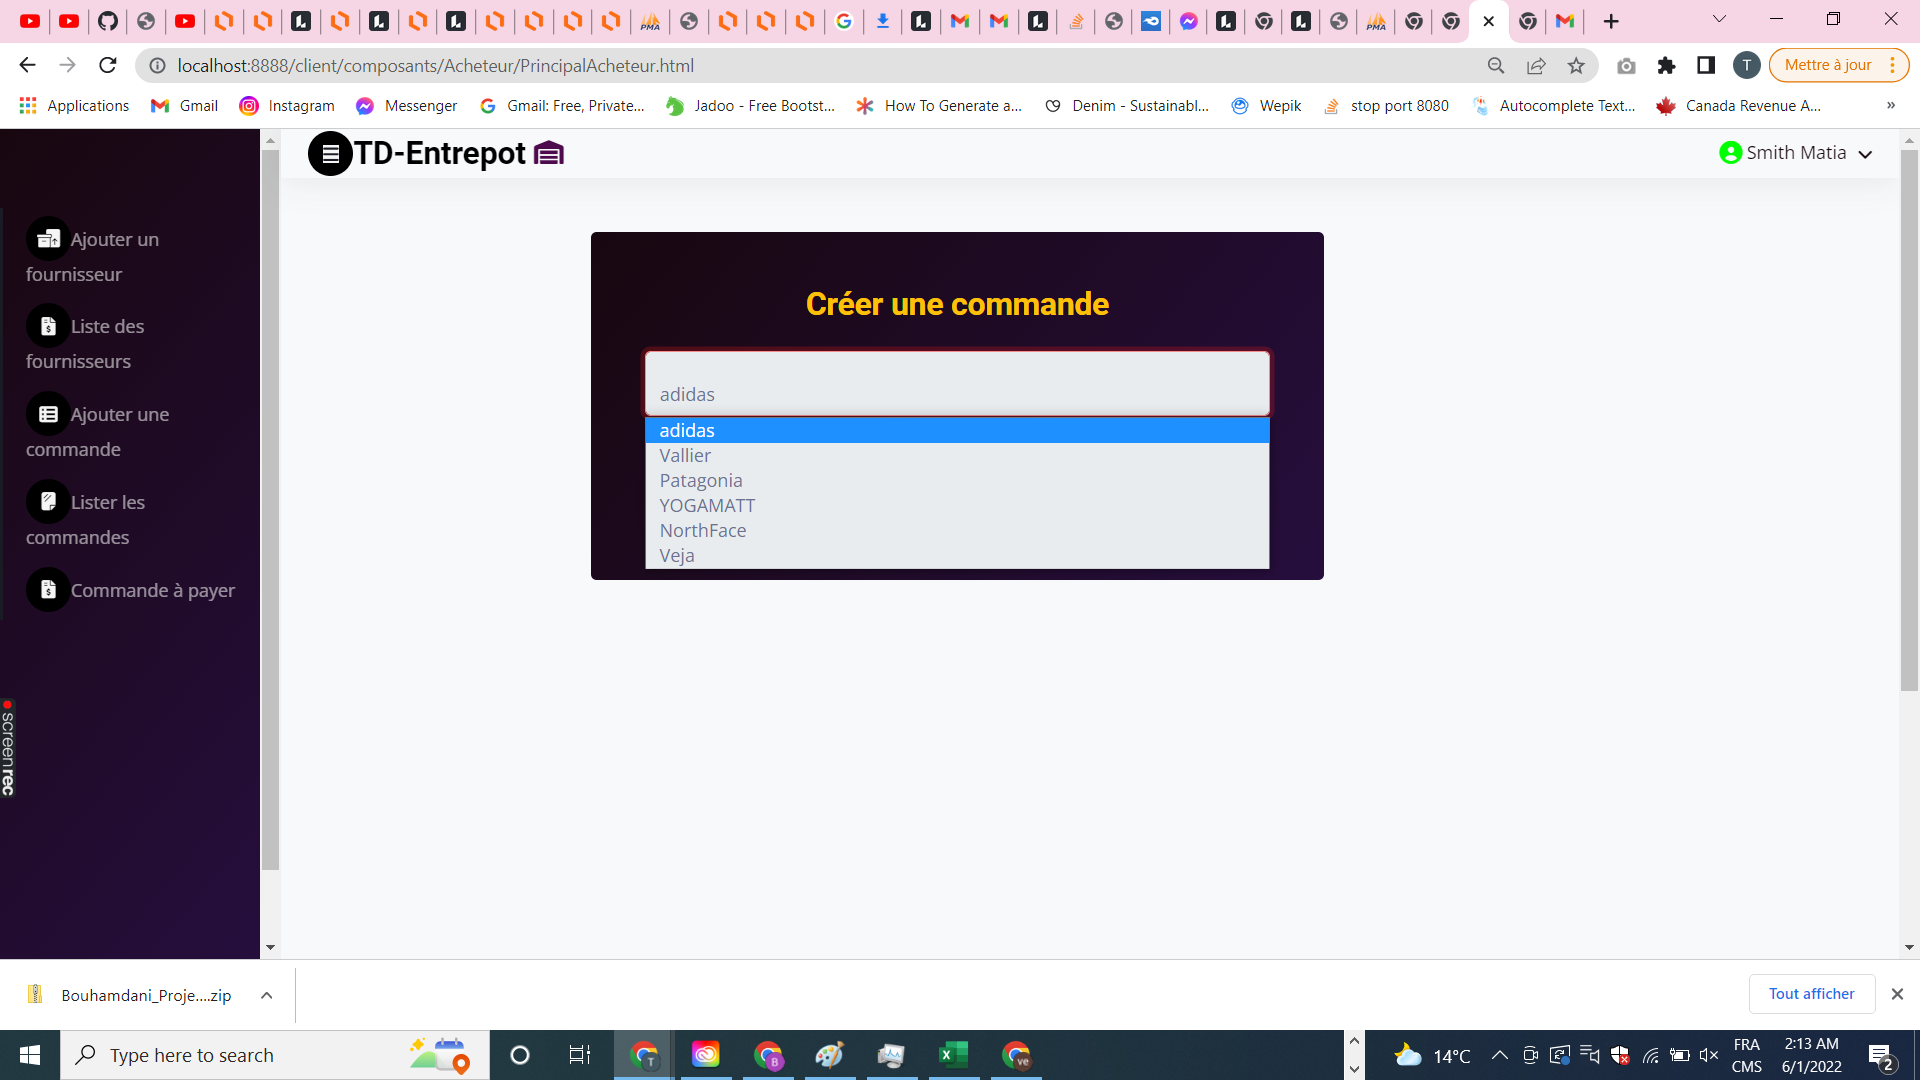 PMA
PMA
localhost:8888/client/composants/Acheteur/PrincipalAcheteur.html
T
Mettre à jour
Applications
Gmail
Instagram
Messenger
Gmail: Free, Private...
Jadoo - Free Bootst...
How To Generate a...
Denim - Sustainabl...
Wepik
stop port 8080
Autocomplete Text...
Canada Revenue A...
»
TD-Entrepot
Smith Matia
Ajouter un
fournisseur
Liste des
fournisseurs
Ajouter une
commande
Lister les
commandes
Commande à payer
Créer une commande
adidas
adidas
Vallier
Patagonia
YOGAMATT
NorthFace
Veja
screenrec
Bouhamdani_Proje....zip
Tout afficher
Type here to search
T
B
ve
14°C
FRA
CMS
2:13 AM
6/1/2022
2